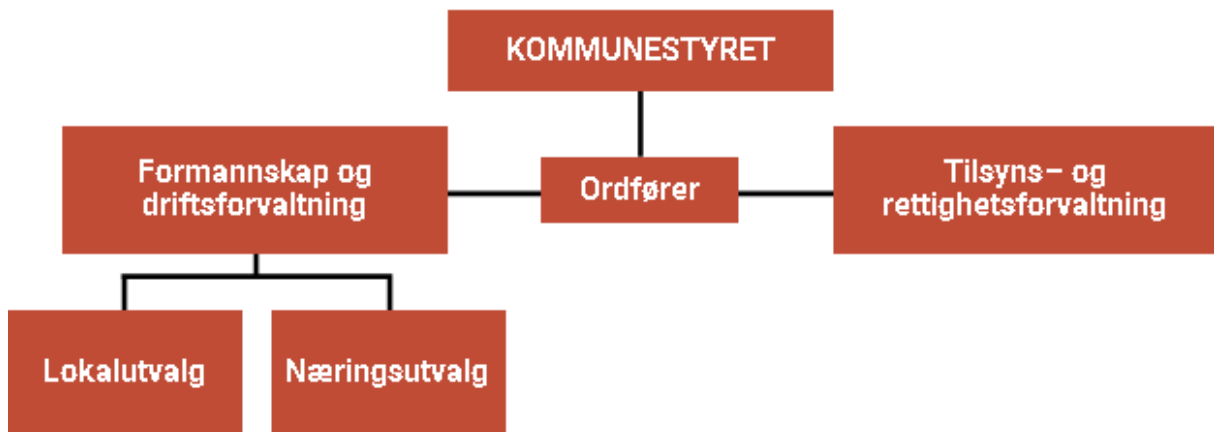 KOMMUNESTYRET
Formannskap og
driftsforvaltning
Ordfører
Tilsyns– og
rettighetsforvaltning
Lokalutvalg
Næringsutvalg